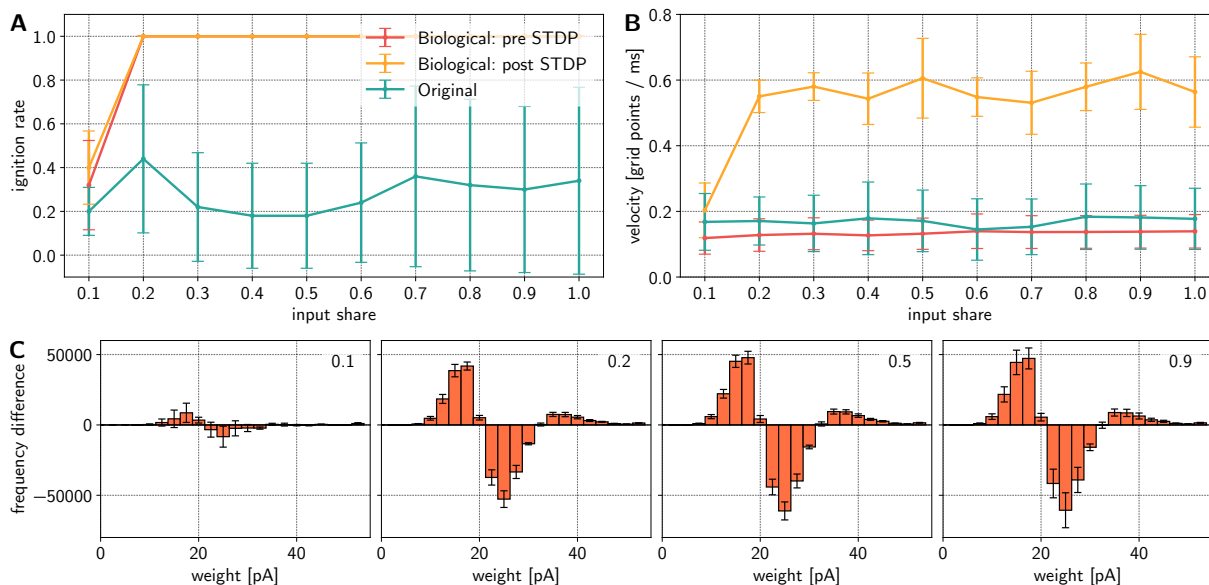 A
ignition rate
1.0
0.8
0.6
0.4
0.2
0.0
Biological: pre STDP
Biological: post STDP
Original
0.1 0.2 0.3 0.4 0.5 0.6 0.7 0.8 0.9 1.0
input share
B
velocity [grid points / ms]
0.8
0.6
0.4
0.2
0.0
0.1 0.2 0.3 0.4 0.5 0.6 0.7 0.8 0.9 1.0
input share
C
frequency difference
50000
0
−50000
0.1
0.2
0.5
0.9
0 20 40
0 20 40
0 20 40
0 20 40
weight [pA]
weight [pA]
weight [pA]
weight [pA]